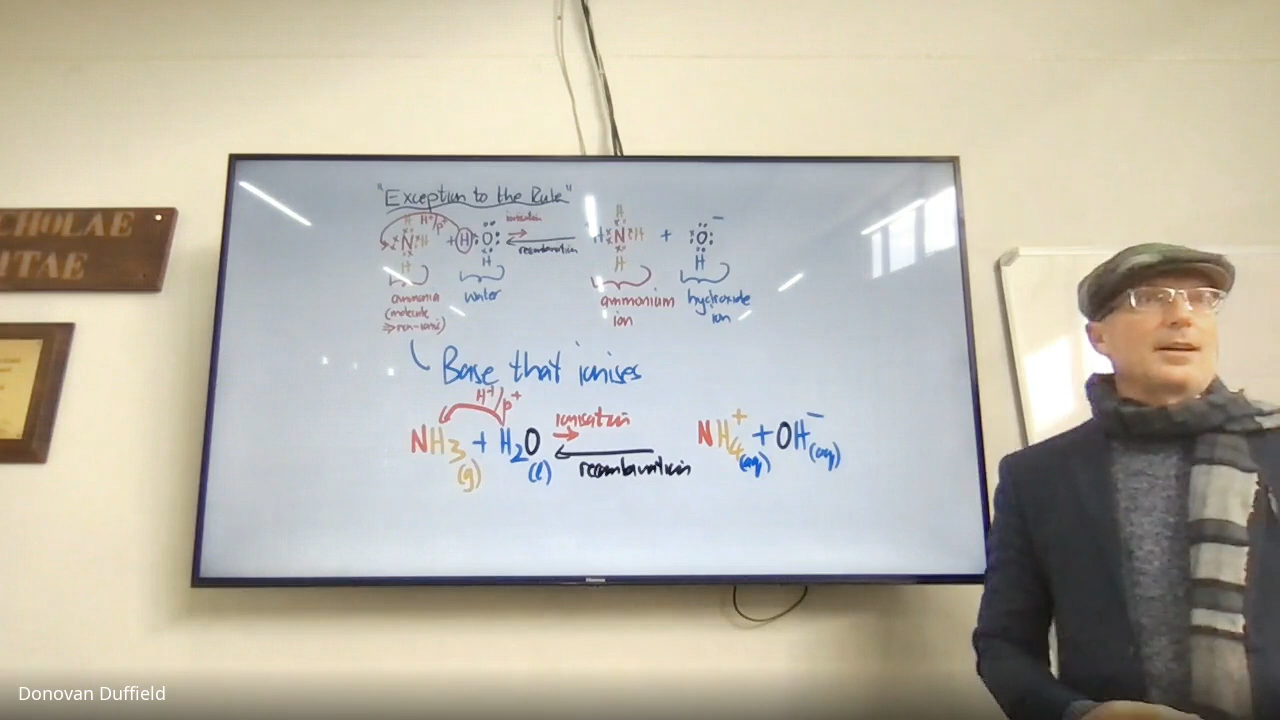 CHOLAE
ITAE
"Exception to the Rule"
H H⁺/p⁺ ionisation
N H + H O recombination H N H + O⁻
H H H H
ammonia water ammonium hydroxide
(molecule ion ion
⇒ non-ionic)
Base that ionises
H⁺/p⁺
NH₃(g) + H₂O(l) ionisation recombination NH₄⁺(aq) + OH⁻(aq)
Hisense
Donovan Duffield